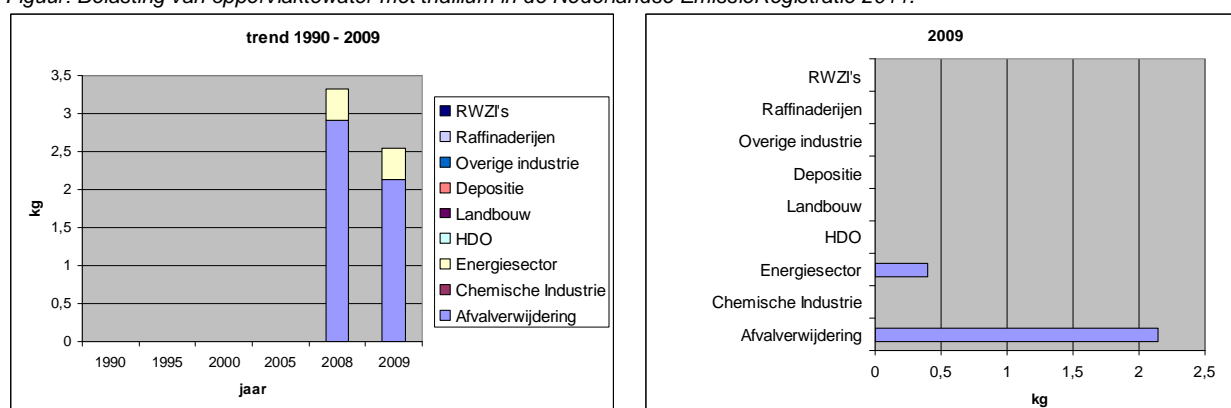 Figuur: Belasting van oppervlaktewater met thallium in de Nederlandse EmissieRegistratie 2011.
trend 1990 - 2009
3,5
3
2,5
2
1,5
1
0,5
0
kg
1990 1995 2000 2005 2008 2009
jaar
RWZI's
Raffinaderijen
Overige industrie
Depositie
Landbouw
HDO
Energiesector
Chemische Industrie
Afvalverwijdering
2009
RWZI's
Raffinaderijen
Overige industrie
Depositie
Landbouw
HDO
Energiesector
Chemische Industrie
Afvalverwijdering
0 0,5 1 1,5 2 2,5
kg